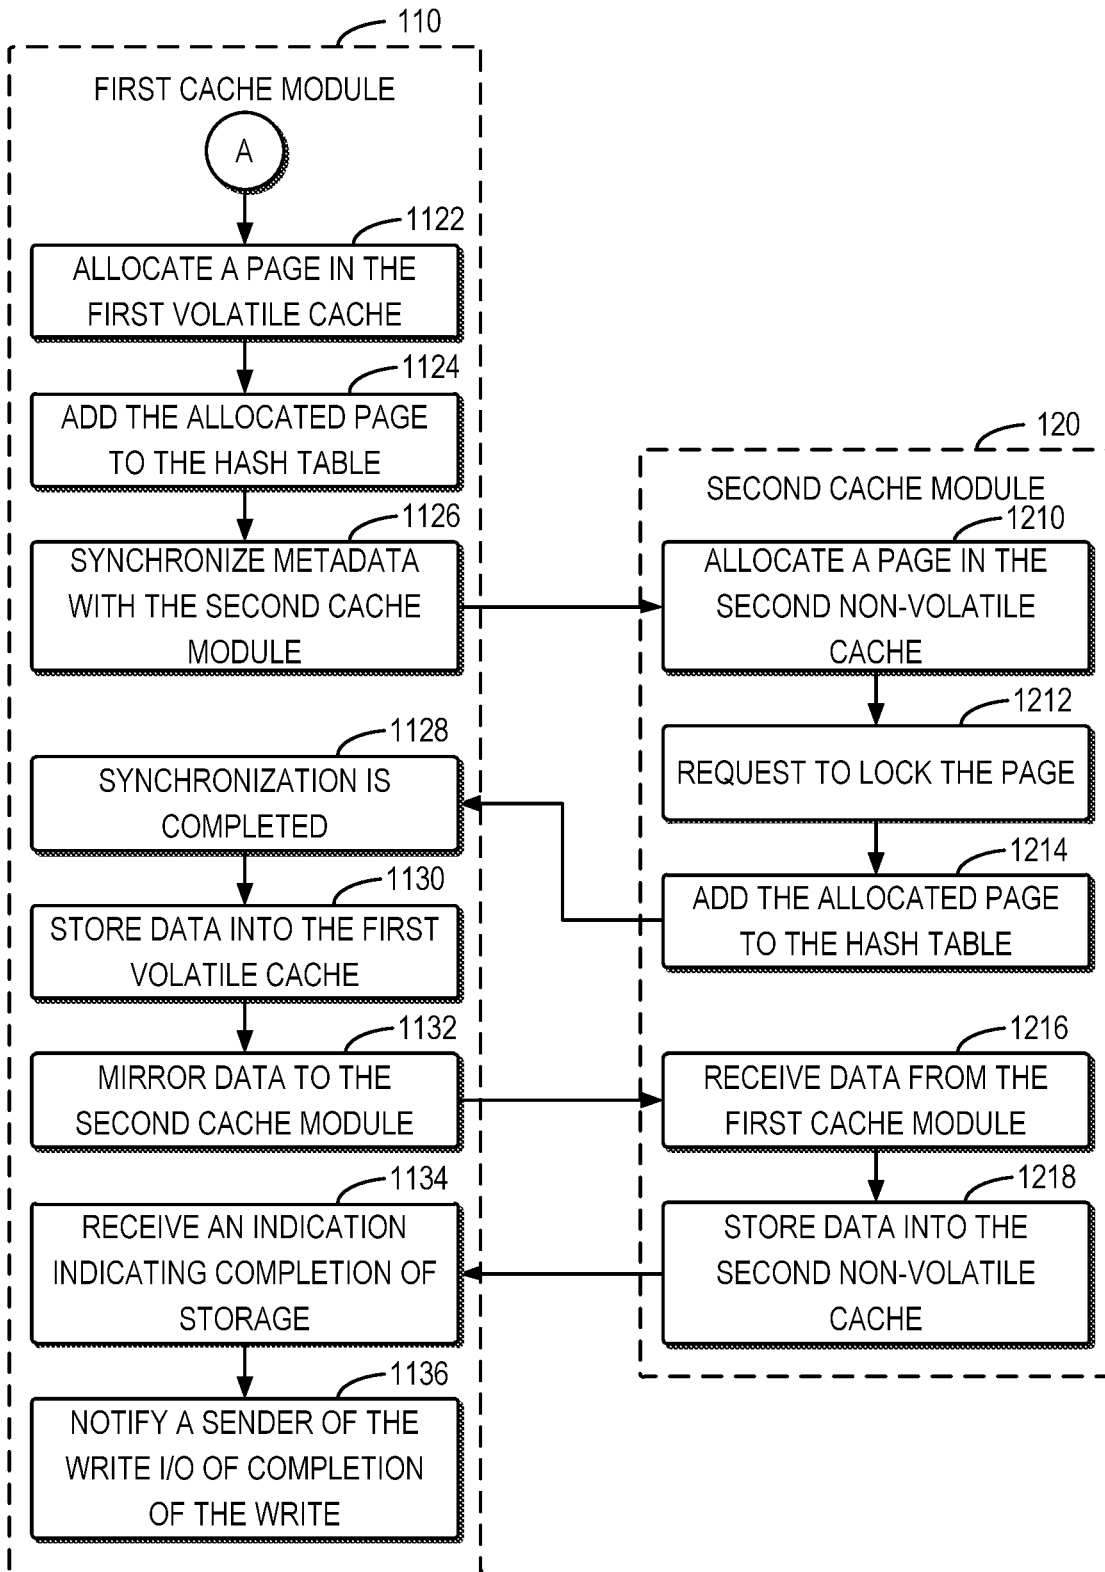 110
FIRST CACHE MODULE
A
1122
ALLOCATE A PAGE IN THE
FIRST VOLATILE CACHE
1124
ADD THE ALLOCATED PAGE
TO THE HASH TABLE
1126
SYNCHRONIZE METADATA
WITH THE SECOND CACHE
MODULE
1128
SYNCHRONIZATION IS
COMPLETED
1130
STORE DATA INTO THE FIRST
VOLATILE CACHE
1132
MIRROR DATA TO THE
SECOND CACHE MODULE
1134
RECEIVE AN INDICATION
INDICATING COMPLETION OF
STORAGE
1136
NOTIFY A SENDER OF THE
WRITE I/O OF COMPLETION
OF THE WRITE
120
SECOND CACHE MODULE
1210
ALLOCATE A PAGE IN THE
SECOND NON-VOLATILE
CACHE
1212
REQUEST TO LOCK THE PAGE
1214
ADD THE ALLOCATED PAGE
TO THE HASH TABLE
1216
RECEIVE DATA FROM THE
FIRST CACHE MODULE
1218
STORE DATA INTO THE
SECOND NON-VOLATILE
CACHE